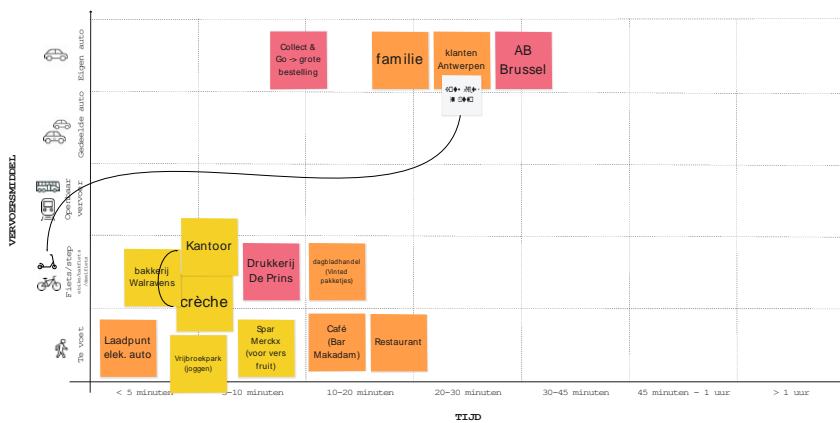 VERVOERSMIDDEL
Eigen auto
Collect &
Go -> grote
bestelling
familie
klanten
Antwerpen
AB
Brussel
Gedeelde auto
Openbaar
vervoer
Fiets/step
bakkerij
Walravens
Kantoor
crèche
Drukkerij
De Prins
dagbladhandel
(Vinted
pakketjes)
Te voet
Laadpunt
elek. auto
Vrijbroekpark
(joggen)
Spar
Merckx
(voor vers
fruit)
Café
(Bar
Makadam)
Restaurant
< 5 minuten
5-10 minuten
10-20 minuten
20-30 minuten
30-45 minuten
45 minuten - 1 uur
> 1 uur
TIJD